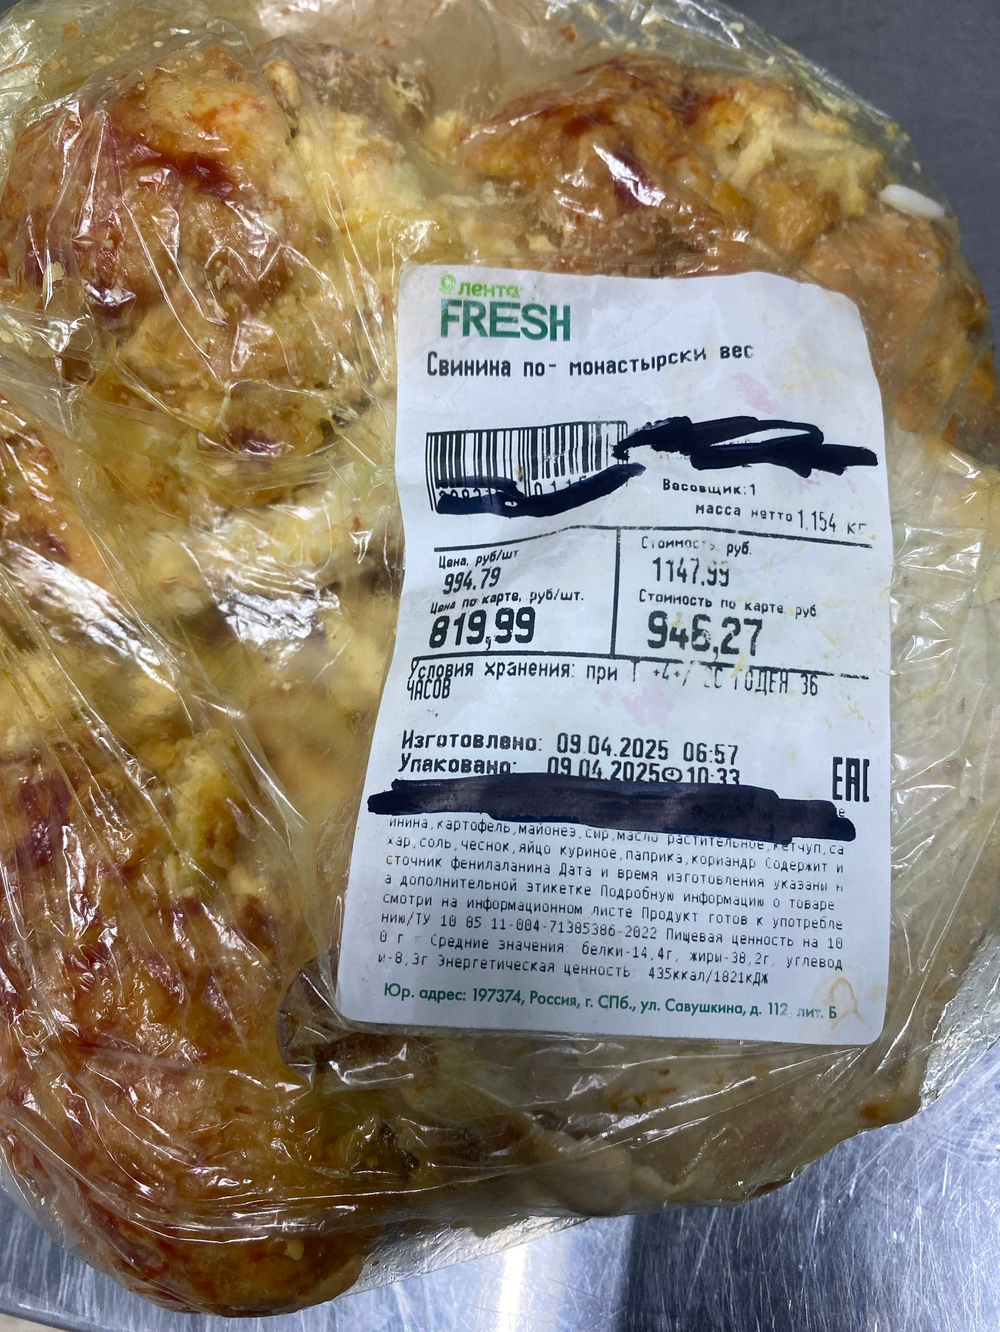 лента
FRESH
Свинина по- монастырски вес
Весовщик:1
масса нетто 1,154 кг
Цена, руб/шт
994.79
Цена по карте, руб/шт.
819,99
Стоимость, руб.
1147.99
Стоимость по карте, руб
946,27
Условия хранения: при +4+/ ГОДЕН 36
ЧАСОВ
Изготовлено: 09.04.2025 06:57
Упаковано: 09.04.2025 10:33
EAC
инина,картофель,майонез,сыр,масло растительное,кетчуп,са
хар,соль,чеснок,яйцо куриное,паприка,кориандр Содержит и
сточник фенилаланина Дата и время изготовления указаны н
а дополнительной этикетке Подробную информацию о товаре
смотри на информационном листе Продукт готов к употребле
нию/ТУ 10 85 11-004-71385386-2022 Пищевая ценность на 10
0 г - Средние значения: белки-14,4г, жиры-38,2г, углевод
ы-8,3г Энергетическая ценность: 435ккал/1821кДж
Юр. адрес: 197374, Россия, г. СПб., ул. Савушкина, д. 112, лит. Б